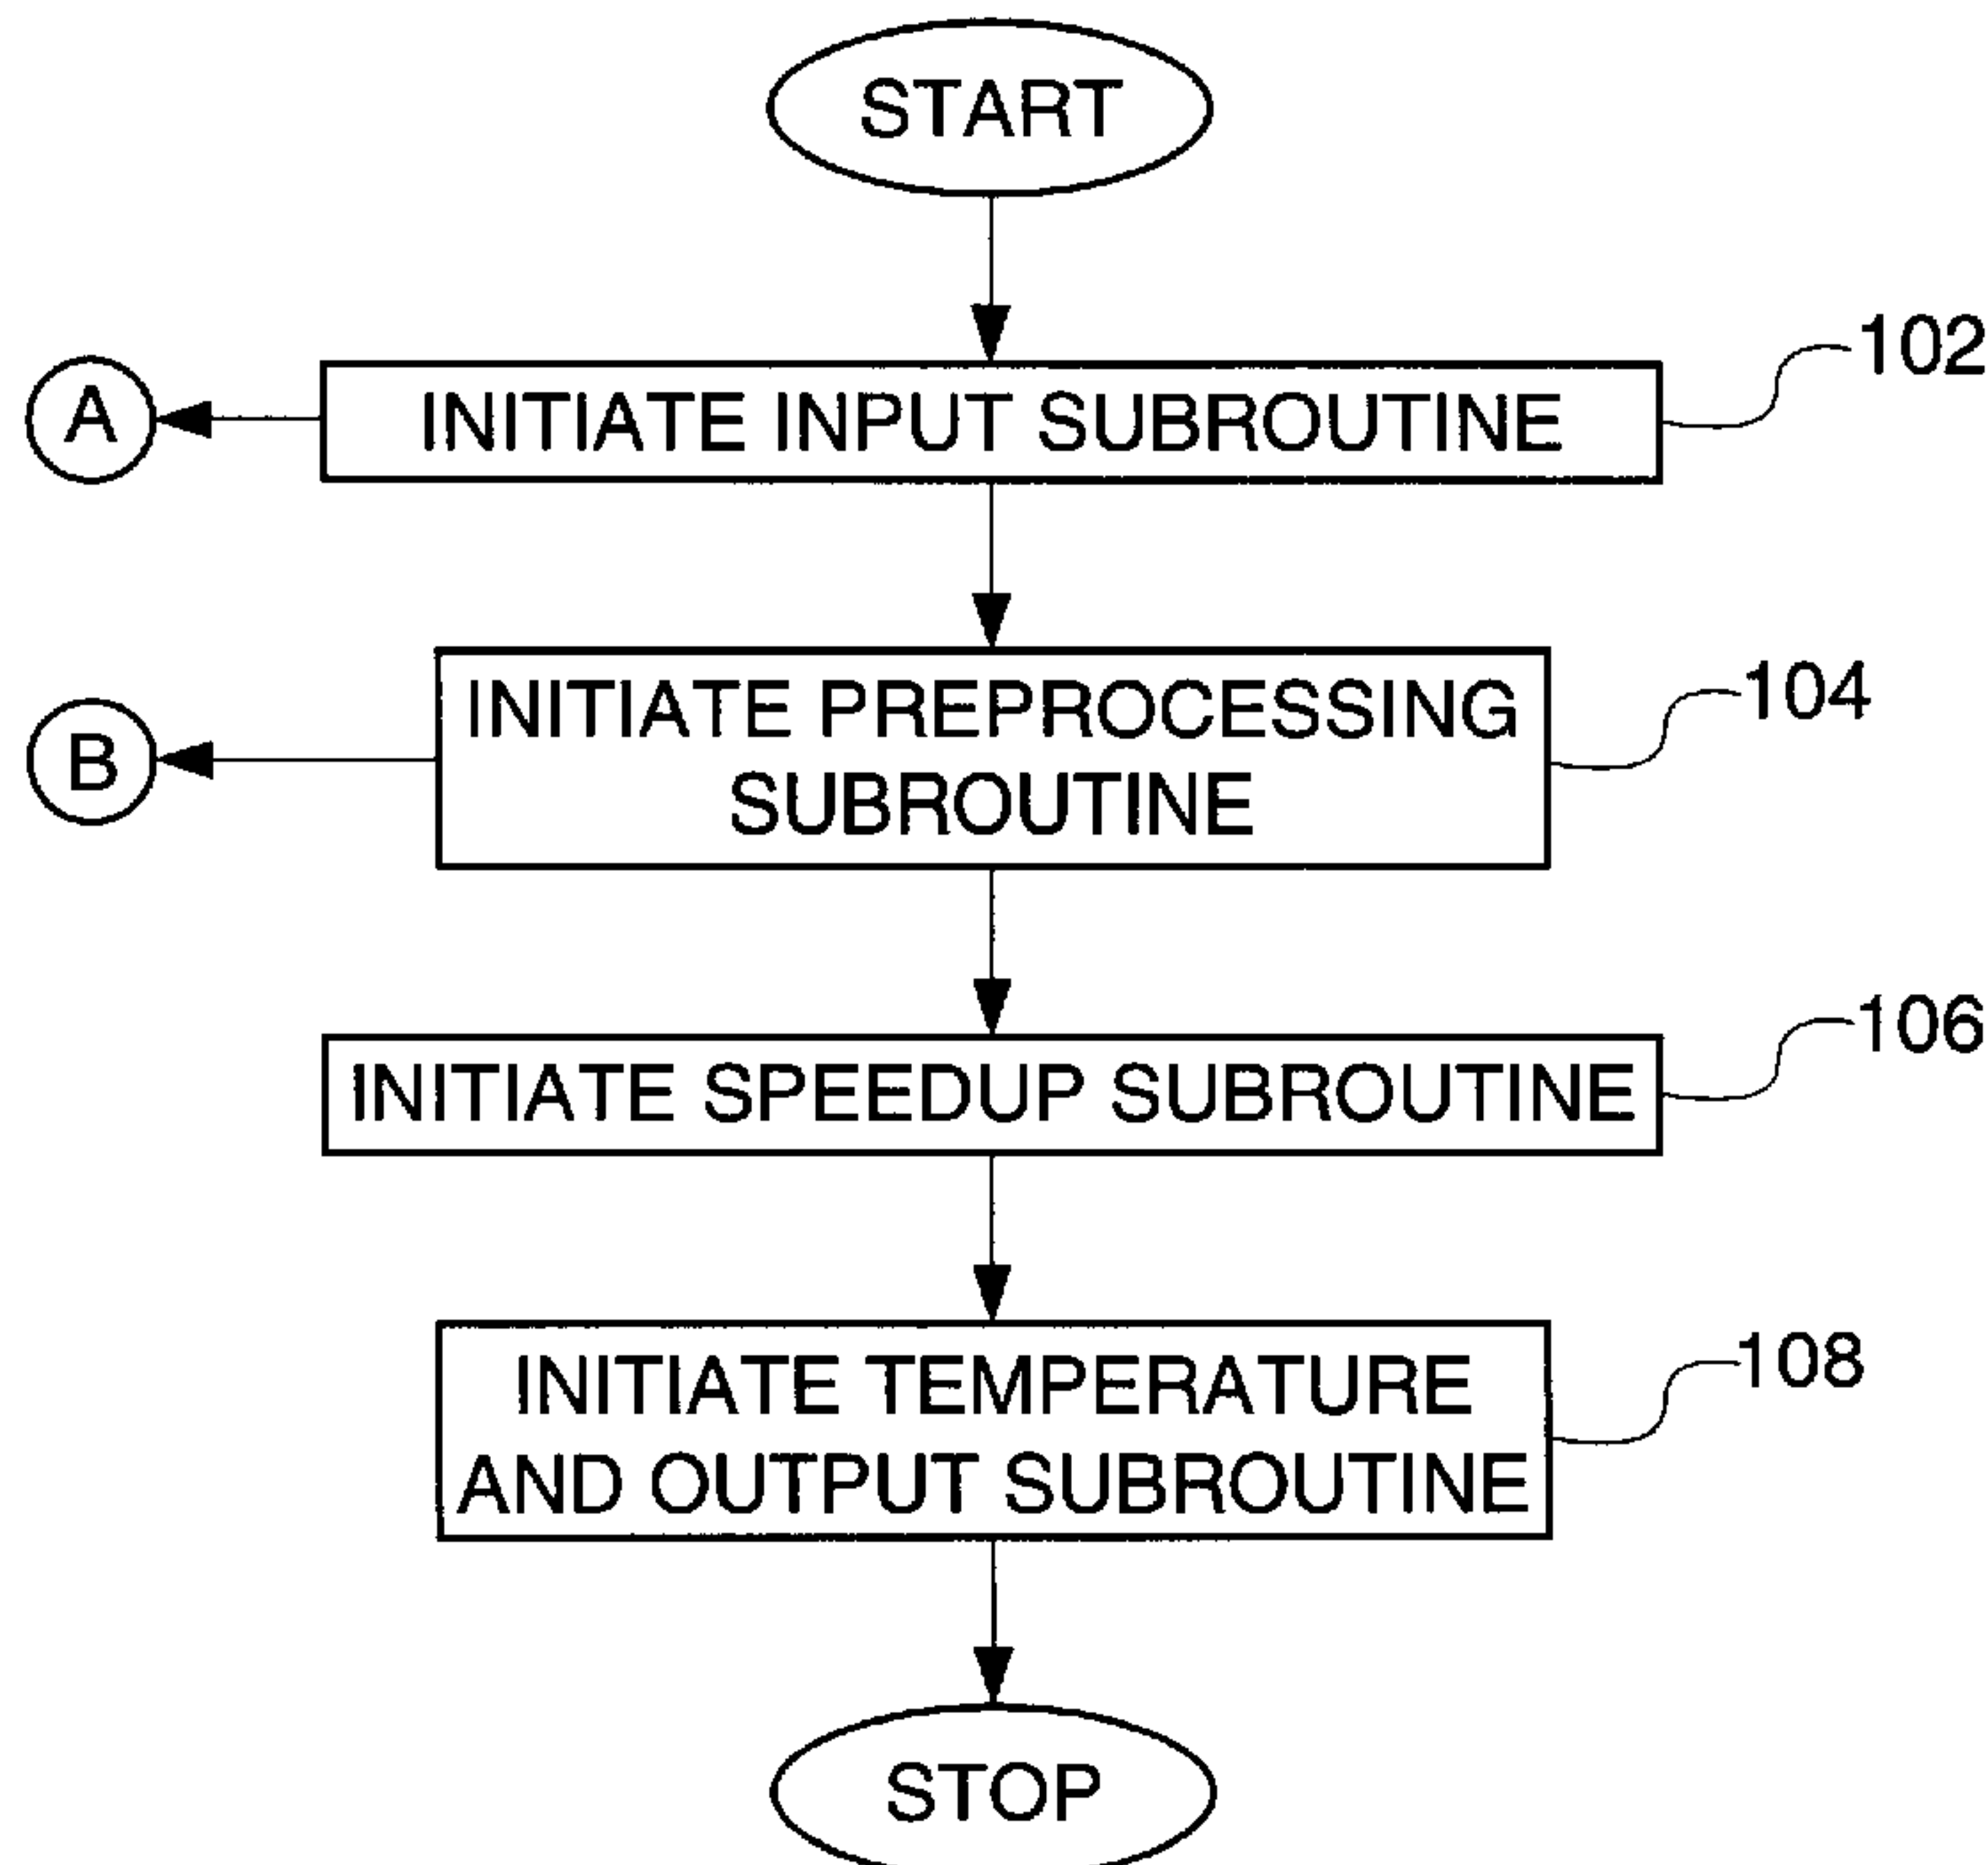 START
102
A
INITIATE INPUT SUBROUTINE
104
INITIATE PREPROCESSING
B
SUBROUTINE
106
INITIATE SPEEDUP SUBROUTINE
108
INITIATE TEMPERATURE
AND OUTPUT SUBROUTINE
STOP